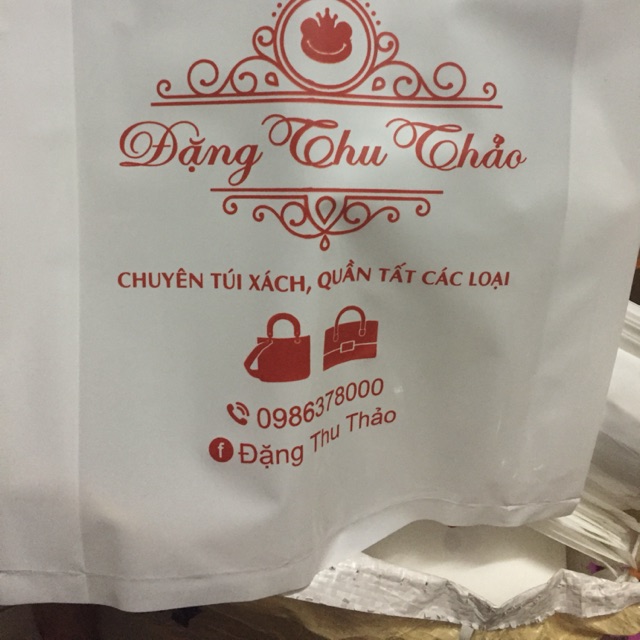 Đặng Thu Thảo
CHUYÊN TÚI XÁCH, QUẦN TẤT CÁC LOẠI
0986378000
Đặng Thu Thảo